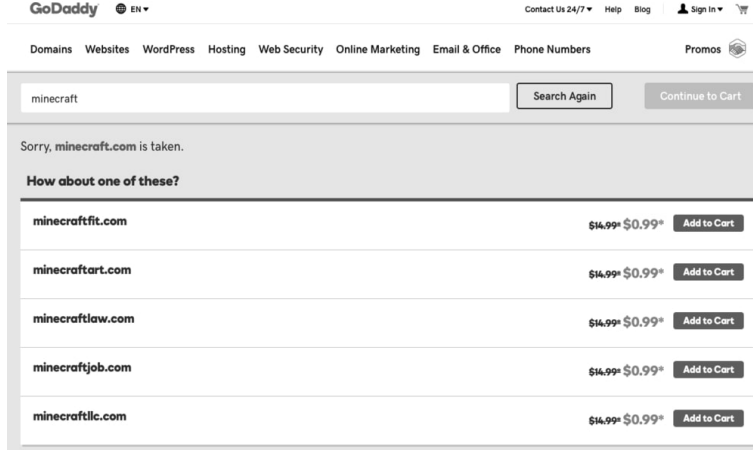 GoDaddy EN Contact Us 24/7 Help Blog Sign In
Domains Websites WordPress Hosting Web Security Online Marketing Email & Office Phone Numbers Promos
minecraft Search Again Continue to Cart
Sorry, minecraft.com is taken.
How about one of these?
minecraftfit.com $14.99* $0.99* Add to Cart
minecraftart.com $14.99* $0.99* Add to Cart
minecraftlaw.com $14.99* $0.99* Add to Cart
minecraftjob.com $14.99* $0.99* Add to Cart
minecraftllc.com $14.99* $0.99* Add to Cart